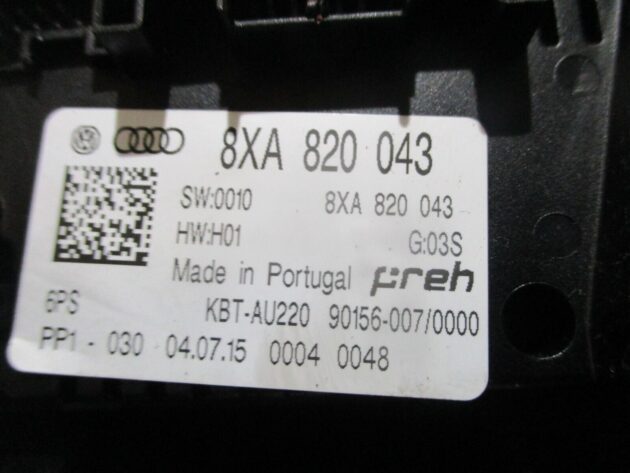 8XA 820 043
SW:0010 8XA 820 043
HW:H01 G:03S
Made in Portugal preh
6PS KBT-AU220 90156-007/0000
PP1 - 030 04.07.15 0004 0048